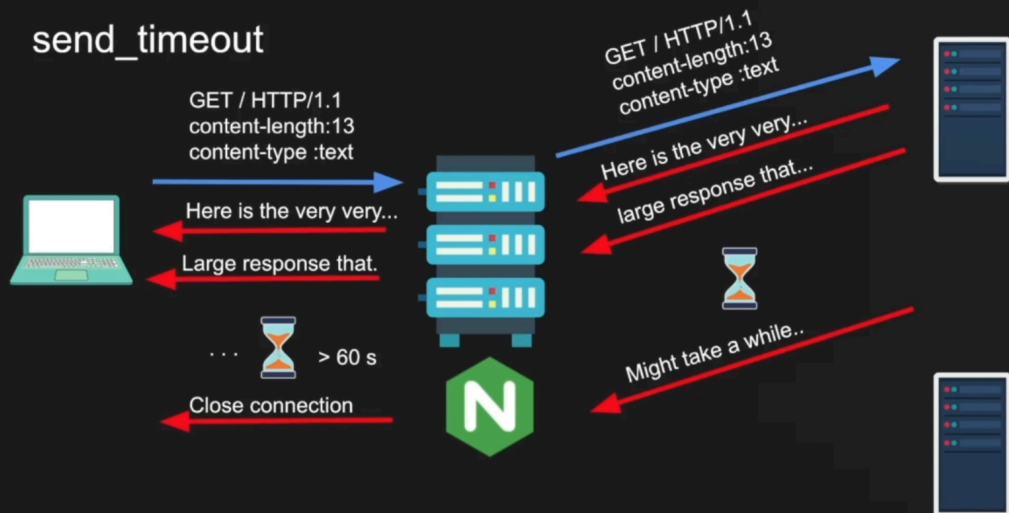 send_timeout
GET / HTTP/1.1
content-length:13
content-type :text
GET / HTTP/1.1
content-length:13
content-type :text
Here is the very very...
large response that...
Here is the very very...
Large response that.
. . .
> 60 s
Might take a while..
Close connection
N